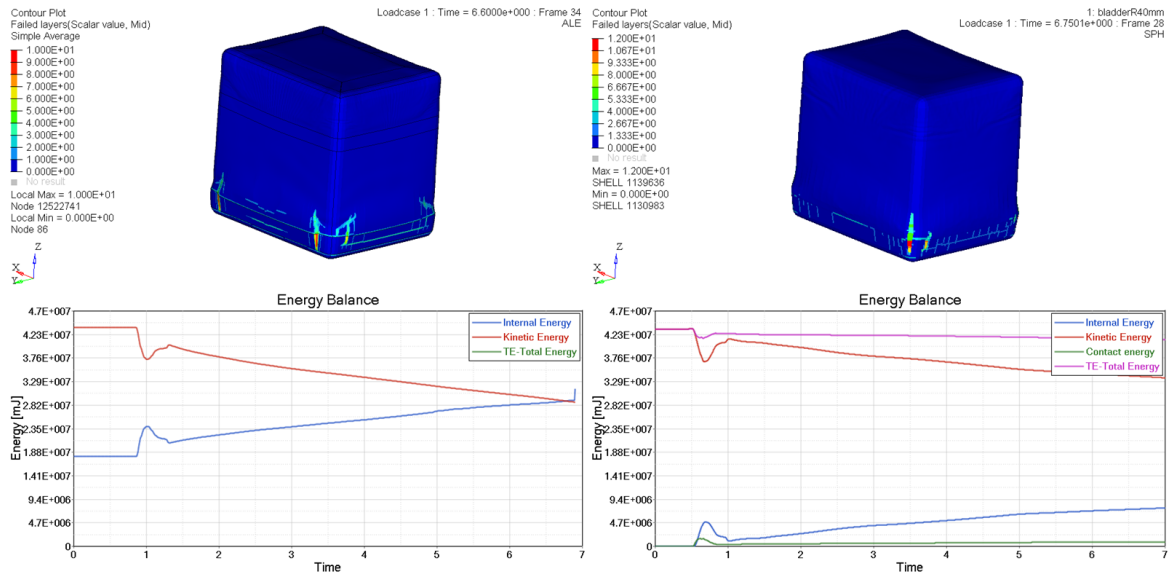 Contour Plot
Failed layers(Scalar value, Mid)
Simple Average
1.000E+01
9.000E+00
8.000E+00
7.000E+00
6.000E+00
5.000E+00
4.000E+00
3.000E+00
2.000E+00
1.000E+00
0.000E+00
No result
Local Max = 1.000E+01
Node 12522741
Local Min = 0.000E+00
Node 86
Loadcase 1 : Time = 6.6000e+000 : Frame 34
ALE
Z
X
Y
Contour Plot
Failed layers(Scalar value, Mid)
1.200E+01
1.067E+01
9.333E+00
8.000E+00
6.667E+00
5.333E+00
4.000E+00
2.667E+00
1.333E+00
0.000E+00
No result
Max = 1.200E+01
SHELL 1139636
Min = 0.000E+00
SHELL 1130983
1: bladderR40mm
Loadcase 1 : Time = 6.7501e+000 : Frame 28
SPH
Z
X
Y
Energy Balance
Internal Energy
Kinetic Energy
TE-Total Energy
Energy [mJ]
4.7E+007
4.23E+007
3.76E+007
3.29E+007
2.82E+007
2.35E+007
1.88E+007
1.41E+007
9.4E+006
4.7E+006
0
0 1 2 3 4 5 6 7
Time
Energy Balance
Internal Energy
Kinetic Energy
Contact energy
TE-Total Energy
Energy [mJ]
4.7E+007
4.23E+007
3.76E+007
3.29E+007
2.82E+007
2.35E+007
1.88E+007
1.41E+007
9.4E+006
4.7E+006
0
0 1 2 3 4 5 6 7
Time